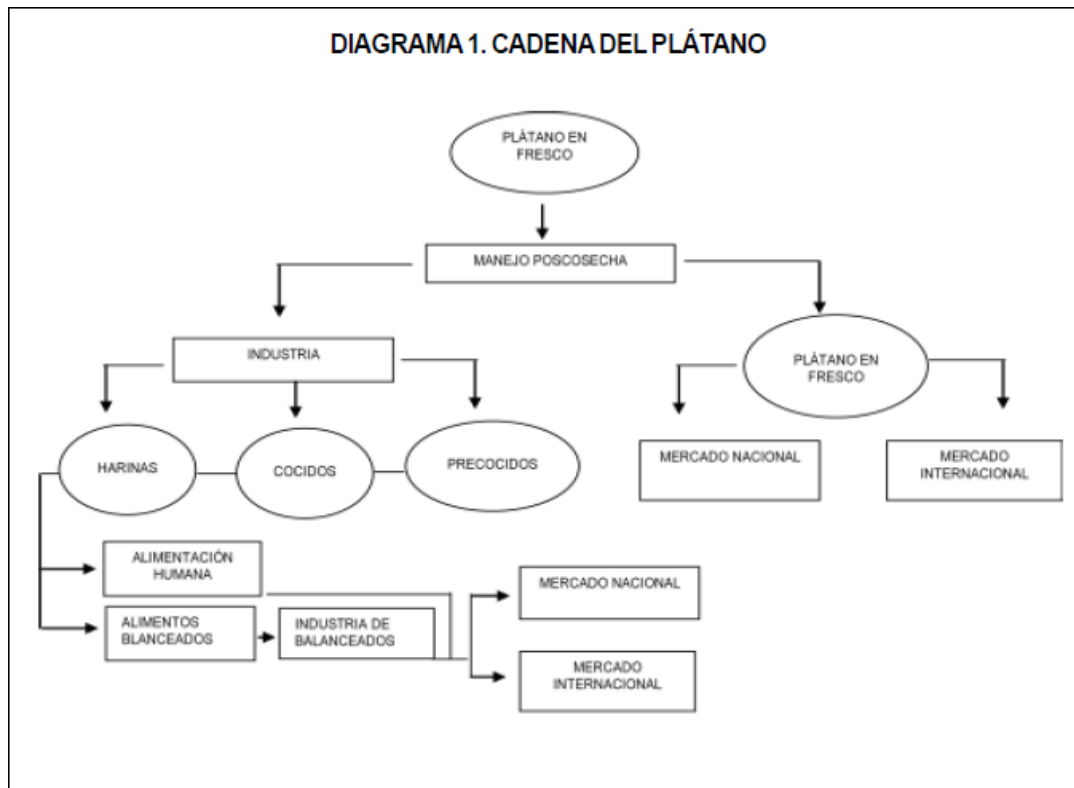 DIAGRAMA 1. CADENA DEL PLÁTANO
PLÁTANO EN
FRESCO
MANEJO POSCOSECHA
INDUSTRIA
PLÁTANO EN
FRESCO
HARINAS
COCIDOS
PRECOCIDOS
MERCADO NACIONAL
MERCADO
INTERNACIONAL
ALIMENTACIÓN
HUMANA
ALIMENTOS
BLANCEADOS
INDUSTRIA DE
BALANCEADOS
MERCADO NACIONAL
MERCADO
INTERNACIONAL